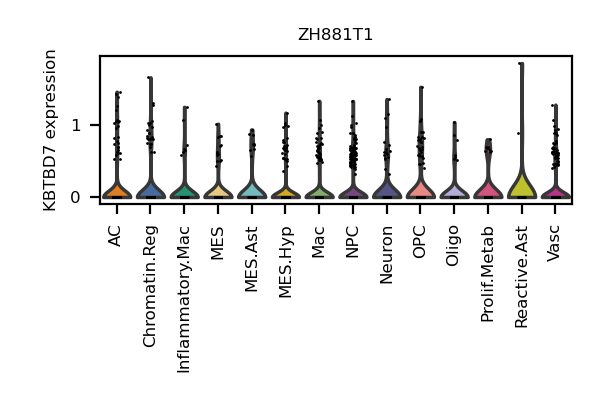 ZH881T1
KBTBD7 expression
1
0
AC
Chromatin.Reg
Inflammatory.Mac
MES
MES.Ast
MES.Hyp
Mac
NPC
Neuron
OPC
Oligo
Prolif.Metab
Reactive.Ast
Vasc